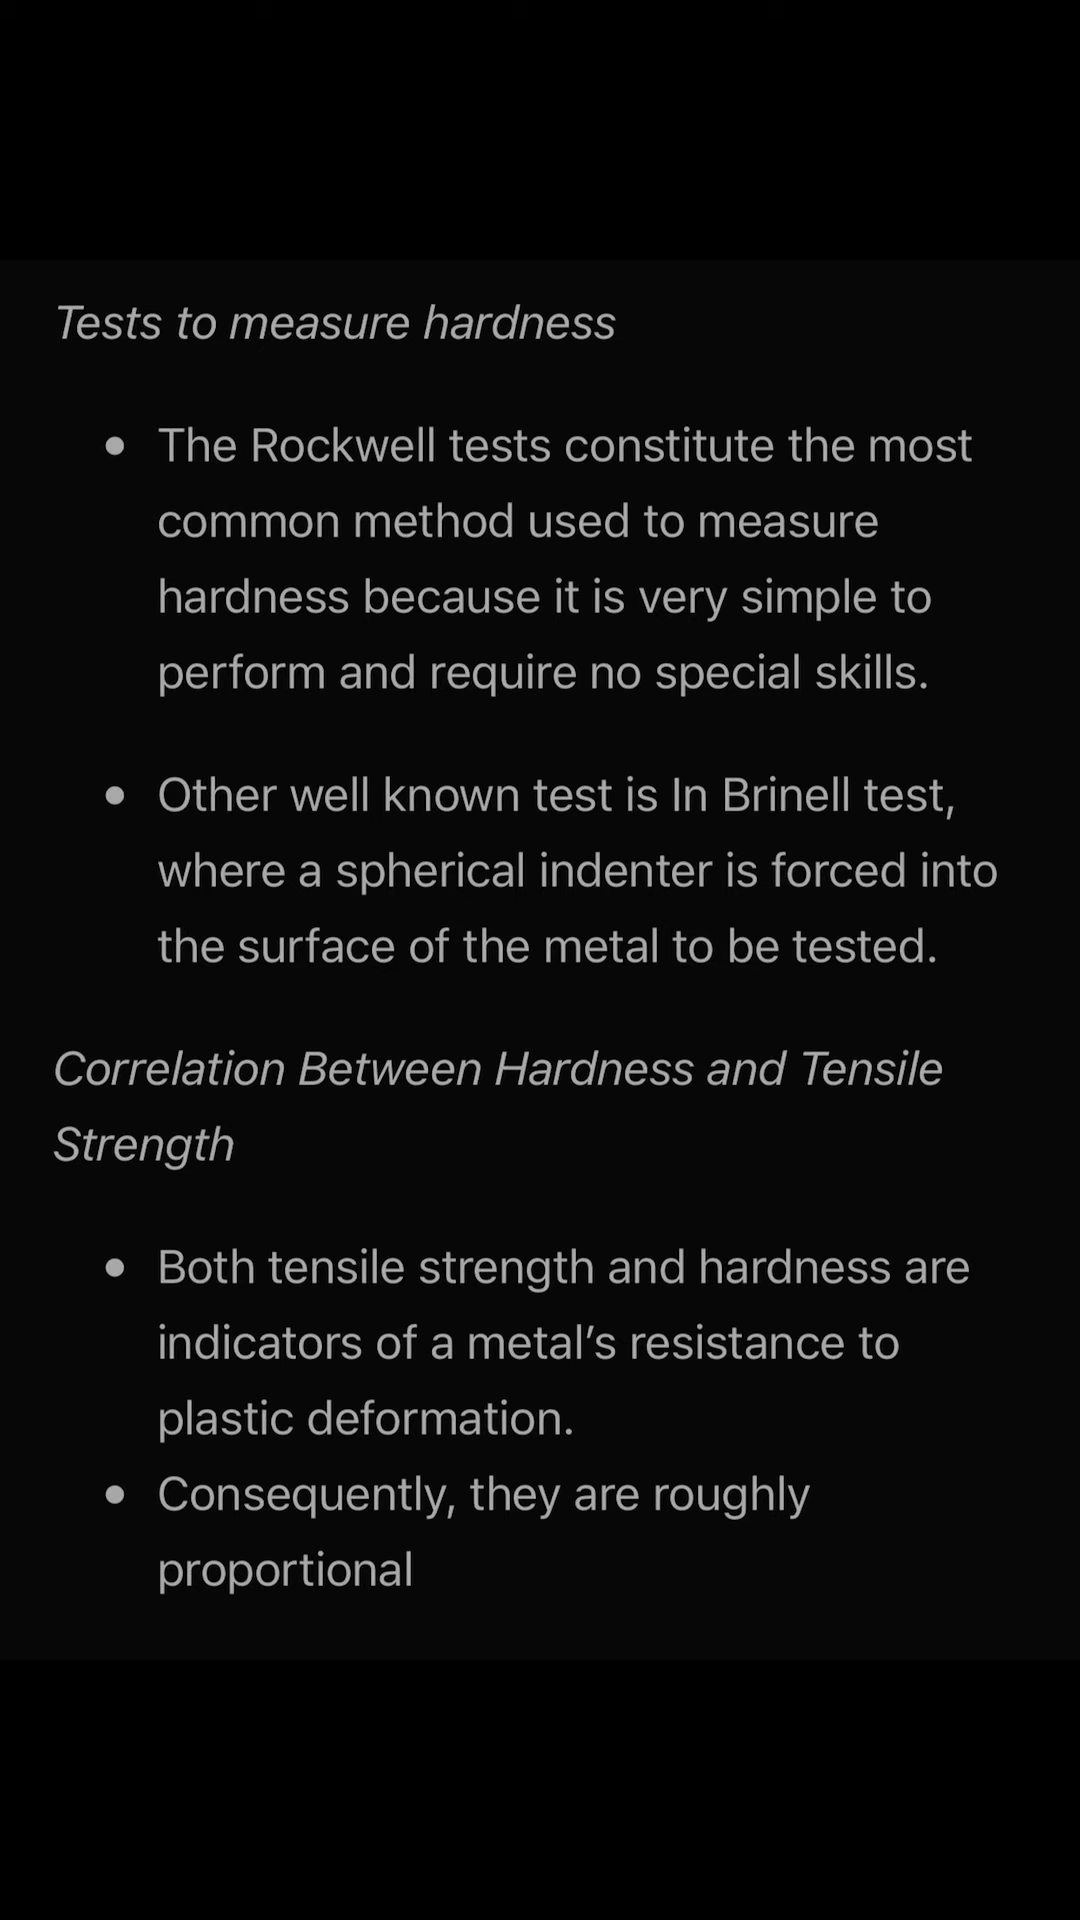 Tests to measure hardness
• The Rockwell tests constitute the most
common method used to measure
hardness because it is very simple to
perform and require no special skills.
• Other well known test is In Brinell test,
where a spherical indenter is forced into
the surface of the metal to be tested.
Correlation Between Hardness and Tensile
Strength
• Both tensile strength and hardness are
indicators of a metal’s resistance to
plastic deformation.
• Consequently, they are roughly
proportional